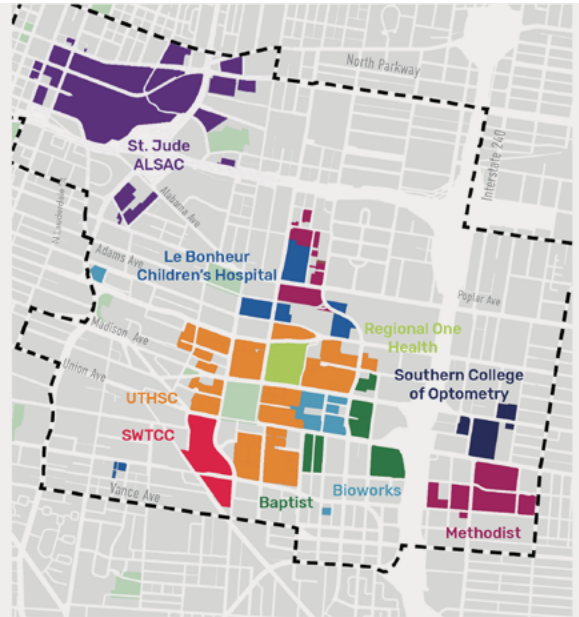 North Parkway
St. Jude
ALSAC
Interstate 240
N Lauderdale St
Alabama Ave
Adams Ave
Le Bonheur
Children's Hospital
Poplar Ave
Madison Ave
Regional One
Health
Union Ave
Southern College
of Optometry
UTHSC
SWTCC
Vance Ave
Baptist
Bioworks
Methodist